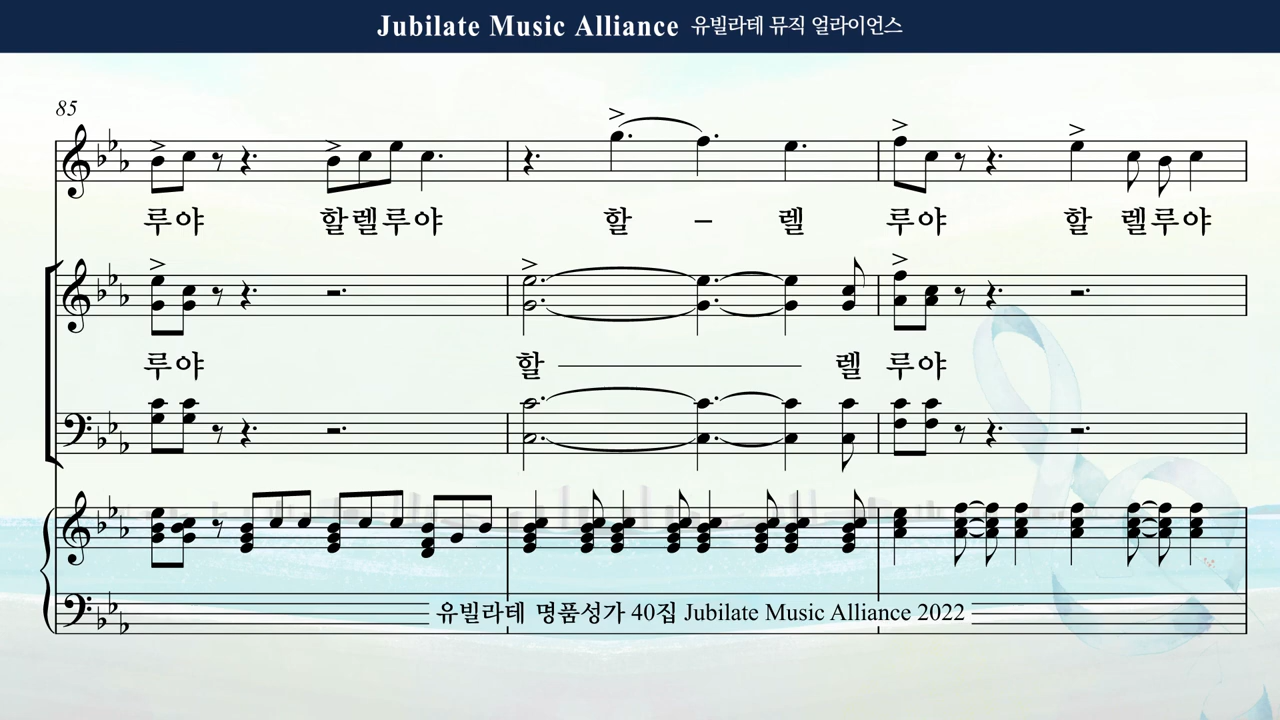 Jubilate Music Alliance 유빌라테 뮤직 얼라이언스
85
루야 할렐루야 할 – 렐 루야 할 렐루야
루야 할 렐 루야
유빌라테 명품성가 40집 Jubilate Music Alliance 2022